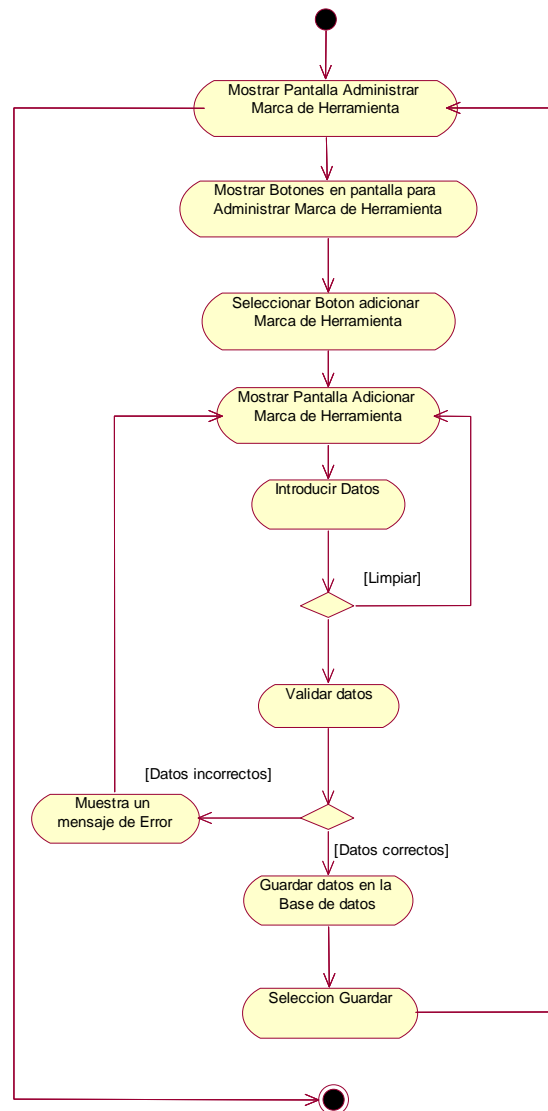 Mostrar Pantalla Administrar
Marca de Herramienta
Mostrar Botones en pantalla para
Administrar Marca de Herramienta
Seleccionar Boton adicionar
Marca de Herramienta
Mostrar Pantalla Adicionar
Marca de Herramienta
Introducir Datos
[Limpiar]
Validar datos
[Datos incorrectos]
Muestra un
mensaje de Error
[Datos correctos]
Guardar datos en la
Base de datos
Seleccion Guardar